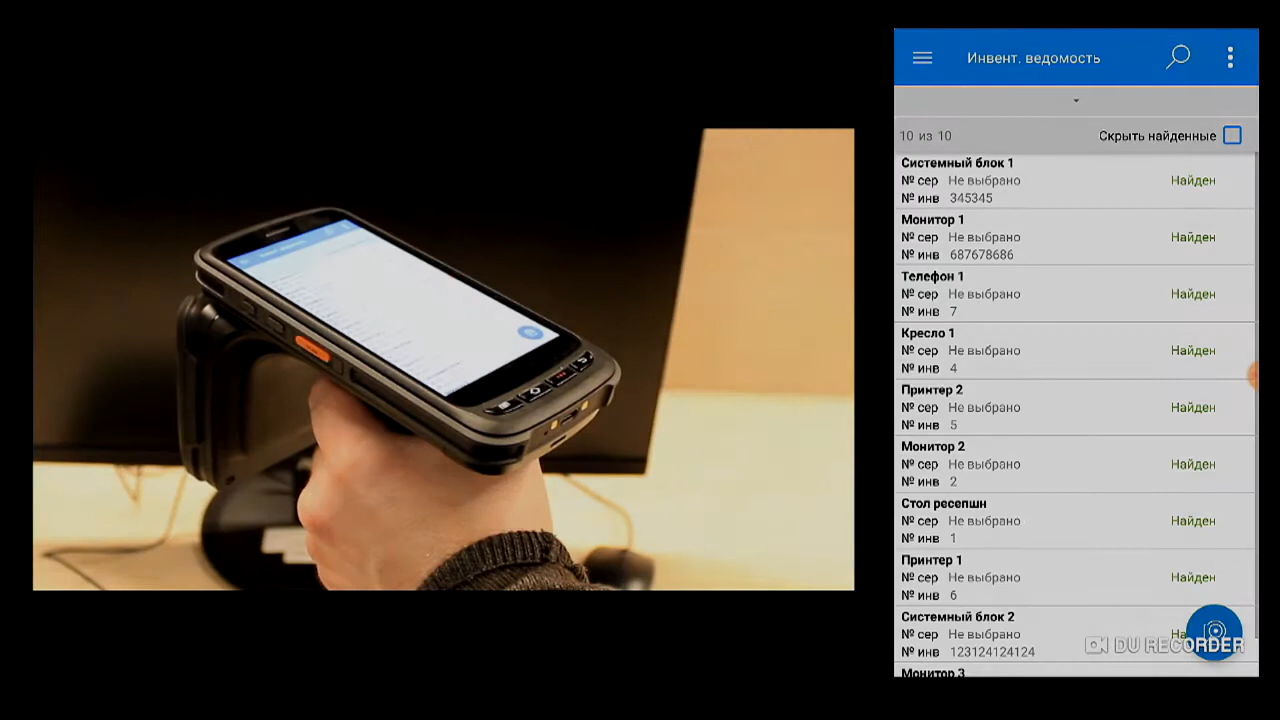 Инвент. ведомость
10 из 10 Скрыть найденные
Системный блок 1
№ сер Не выбрано Найден
№ инв 345345
Монитор 1
№ сер Не выбрано Найден
№ инв 687678686
Телефон 1
№ сер Не выбрано Найден
№ инв 7
Кресло 1
№ сер Не выбрано Найден
№ инв 4
Принтер 2
№ сер Не выбрано Найден
№ инв 5
Монитор 2
№ сер Не выбрано Найден
№ инв 2
Стол ресепшн
№ сер Не выбрано Найден
№ инв 1
Принтер 1
№ сер Не выбрано Найден
№ инв 6
Системный блок 2
№ сер Не выбрано На
№ инв 123124124124
DU RECORDER
Монитор 3